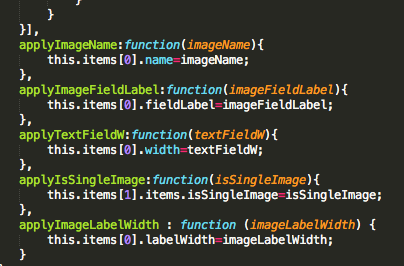 }
}
}],
applyImageName:function(imageName){
this.items[0].name=imageName;
},
applyImageFieldLabel:function(imageFieldLabel){
this.items[0].fieldLabel=imageFieldLabel;
},
applyTextFieldW:function(textFieldW){
this.items[0].width=textFieldW;
},
applyIsSingleImage:function(isSingleImage){
this.items[1].items.isSingleImage=isSingleImage;
},
applyImageLabelWidth : function (imageLabelWidth) {
this.items[0].labelWidth=imageLabelWidth;
}